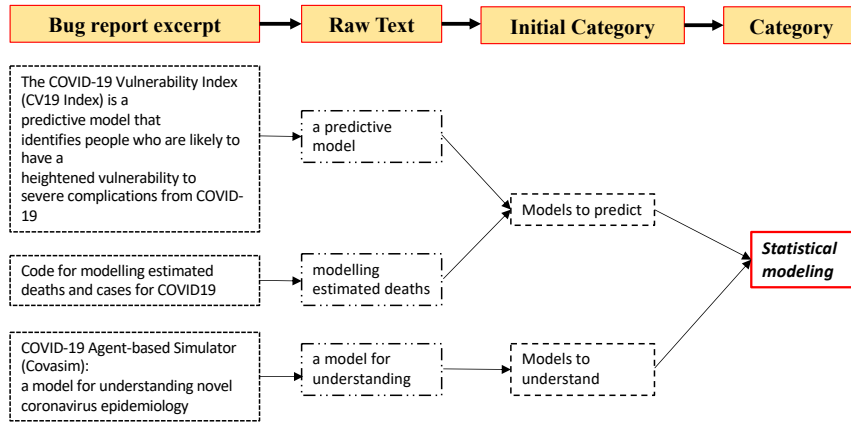 Bug report excerpt
Raw Text
Initial Category
Category
The COVID-19 Vulnerability Index
(CV19 Index) is a
predictive model that
identifies people who are likely to
have a
heightened vulnerability to
severe complications from COVID-
19
a predictive
model
Models to predict
Statistical
modeling
Code for modelling estimated
deaths and cases for COVID19
modelling
estimated deaths
COVID-19 Agent-based Simulator
(Covasim):
a model for understanding novel
coronavirus epidemiology
a model for
understanding
Models to
understand